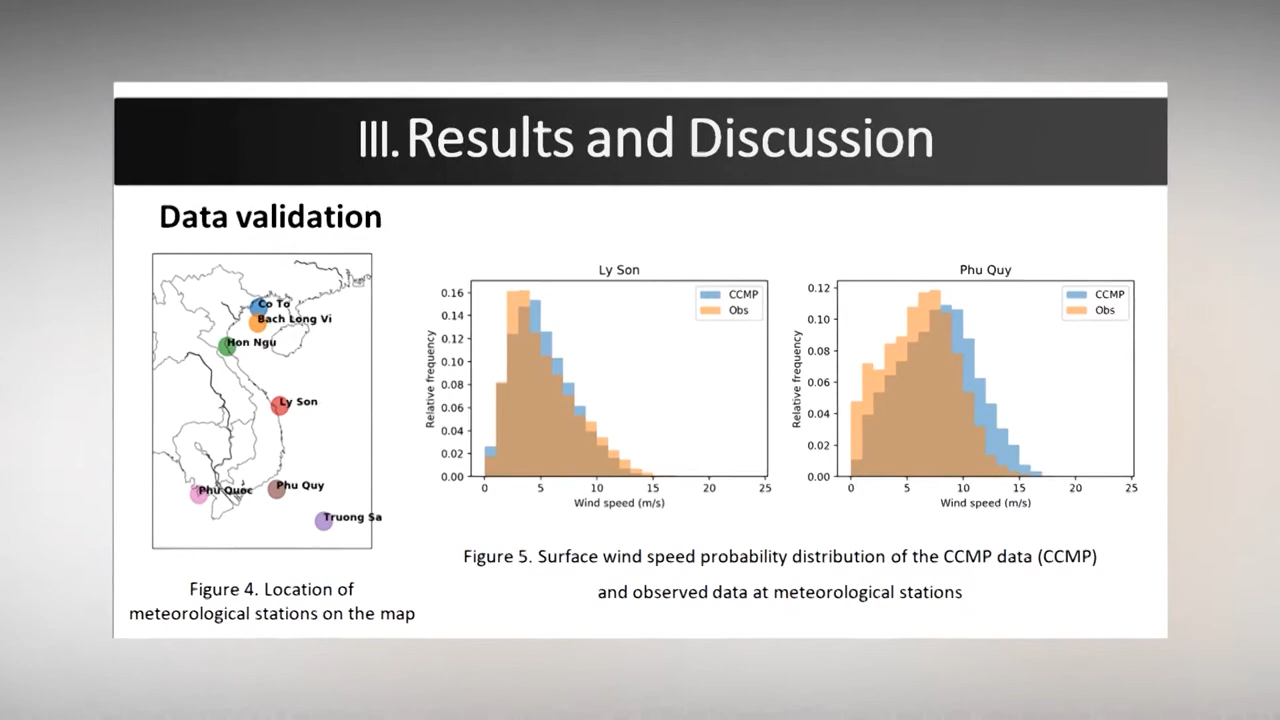 III. Results and Discussion
Data validation
Co To
Bach Long Vi
Hon Ngu
Ly Son
Phu Quoc
Phu Quy
Truong Sa
Figure 4. Location of
meteorological stations on the map
Ly Son
CCMP
Obs
Relative frequency
0.16
0.14
0.12
0.10
0.08
0.06
0.04
0.02
0.00
0 5 10 15 20 25
Wind speed (m/s)
Phu Quy
CCMP
Obs
Relative frequency
0.12
0.10
0.08
0.06
0.04
0.02
0.00
0 5 10 15 20 25
Wind speed (m/s)
Figure 5. Surface wind speed probability distribution of the CCMP data (CCMP)
and observed data at meteorological stations